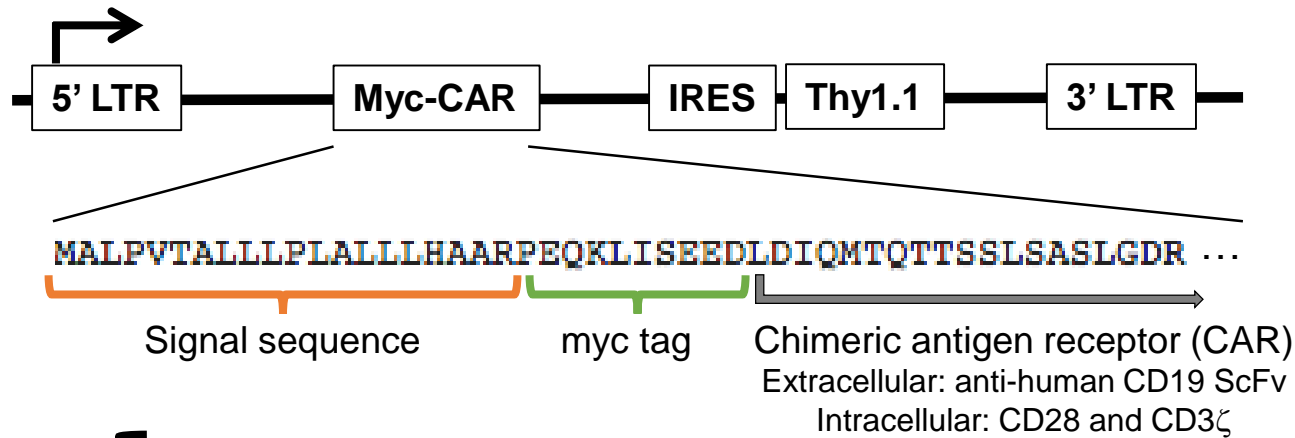 5’ LTR Myc-CAR IRES Thy1.1 3’ LTR
MALPVTALLLPLALLLHAARPEQKLISEEDLDIQMTQTTSSLSASLGDR ...
Signal sequence myc tag Chimeric antigen receptor (CAR)
Extracellular: anti-human CD19 ScFv
Intracellular: CD28 and CD3ζ